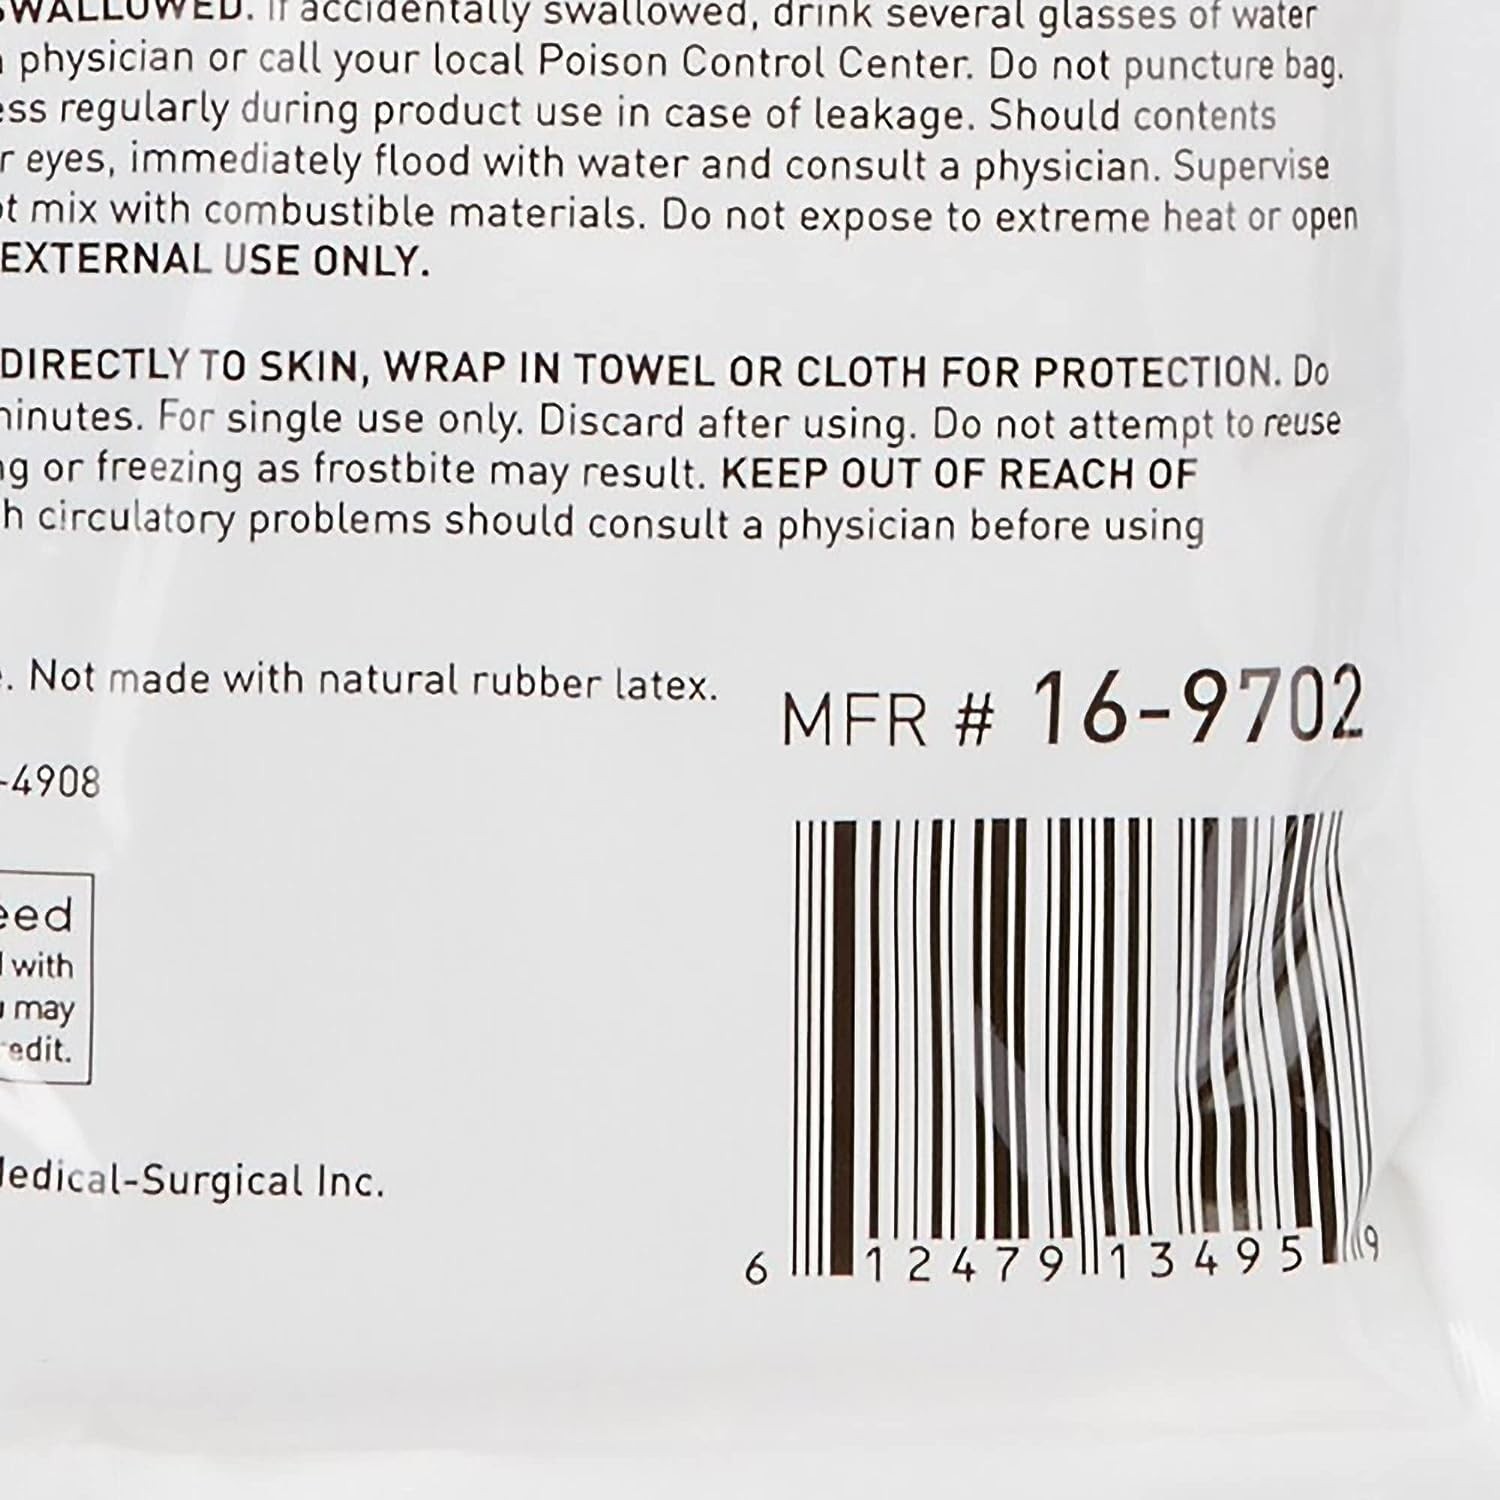 SWALLOWED. If accidentally swallowed, drink several glasses of water
physician or call your local Poison Control Center. Do not puncture bag.
ess regularly during product use in case of leakage. Should contents
r eyes, immediately flood with water and consult a physician. Supervise
ot mix with combustible materials. Do not expose to extreme heat or open
EXTERNAL USE ONLY.
DIRECTLY TO SKIN, WRAP IN TOWEL OR CLOTH FOR PROTECTION. Do
minutes. For single use only. Discard after using. Do not attempt to reuse
ng or freezing as frostbite may result. KEEP OUT OF REACH OF
h circulatory problems should consult a physician before using
. Not made with natural rubber latex.
MFR # 16-9702
-4908
eed
with
may
edit.
Medical-Surgical Inc.
6 12479 13495 9